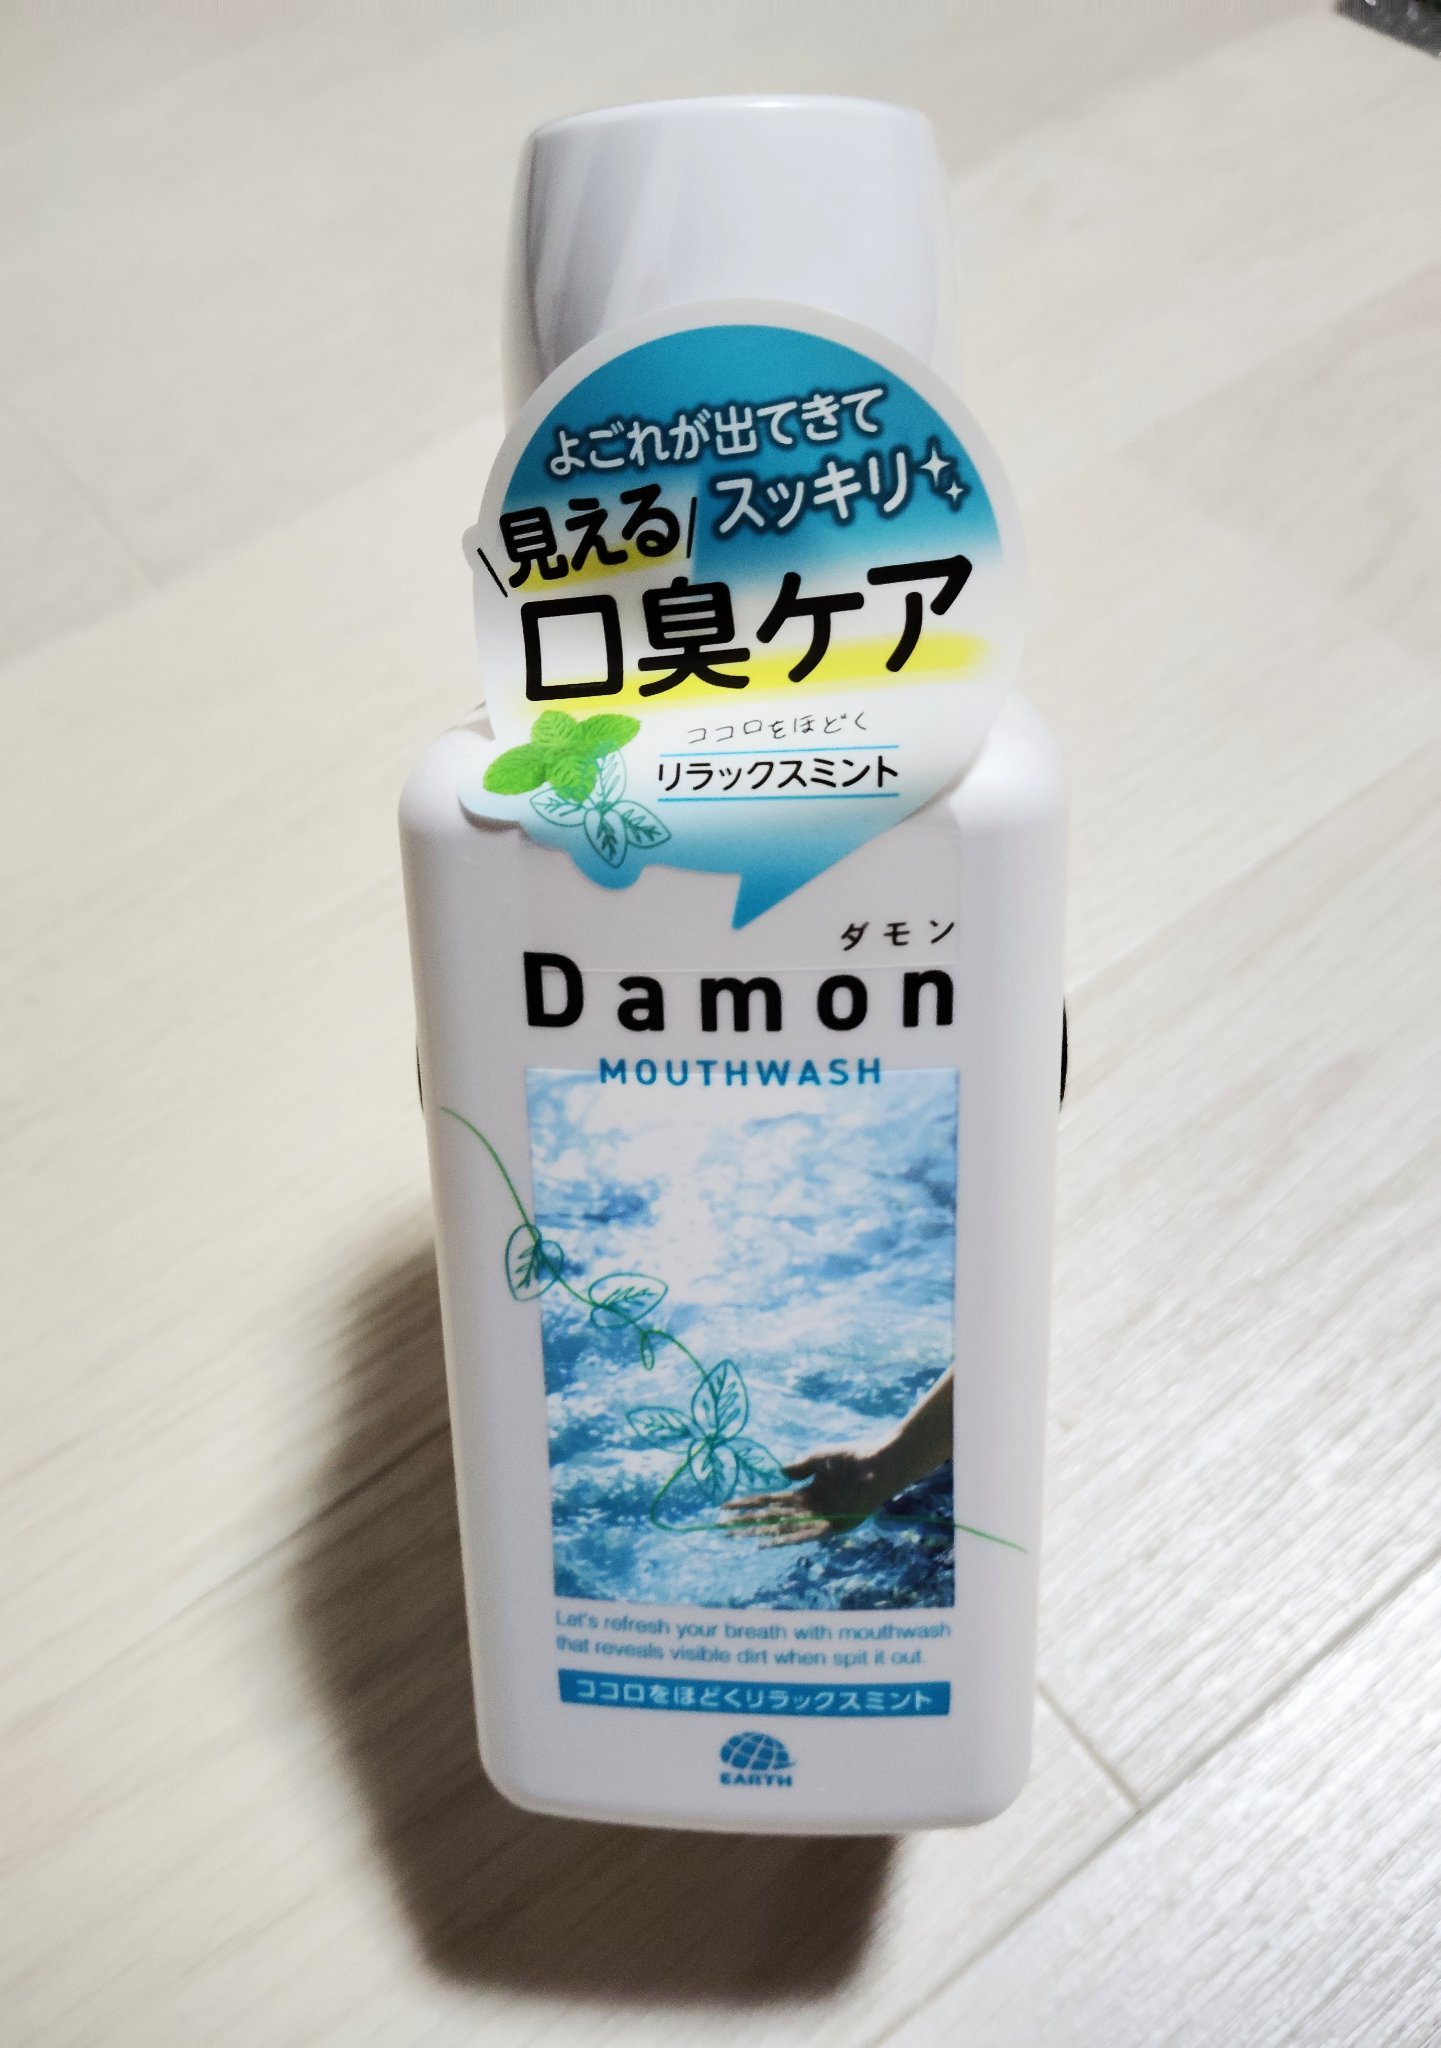 よごれが出てきて
スッキリ
見える
口臭ケア
ココロをほどく
リラックスミント
ダモン
Damon
MOUTHWASH
Let's refresh your breath with mouthwash
that reveals visible dirt when spit it out.
ココロをほどくリラックスミント
EARTH